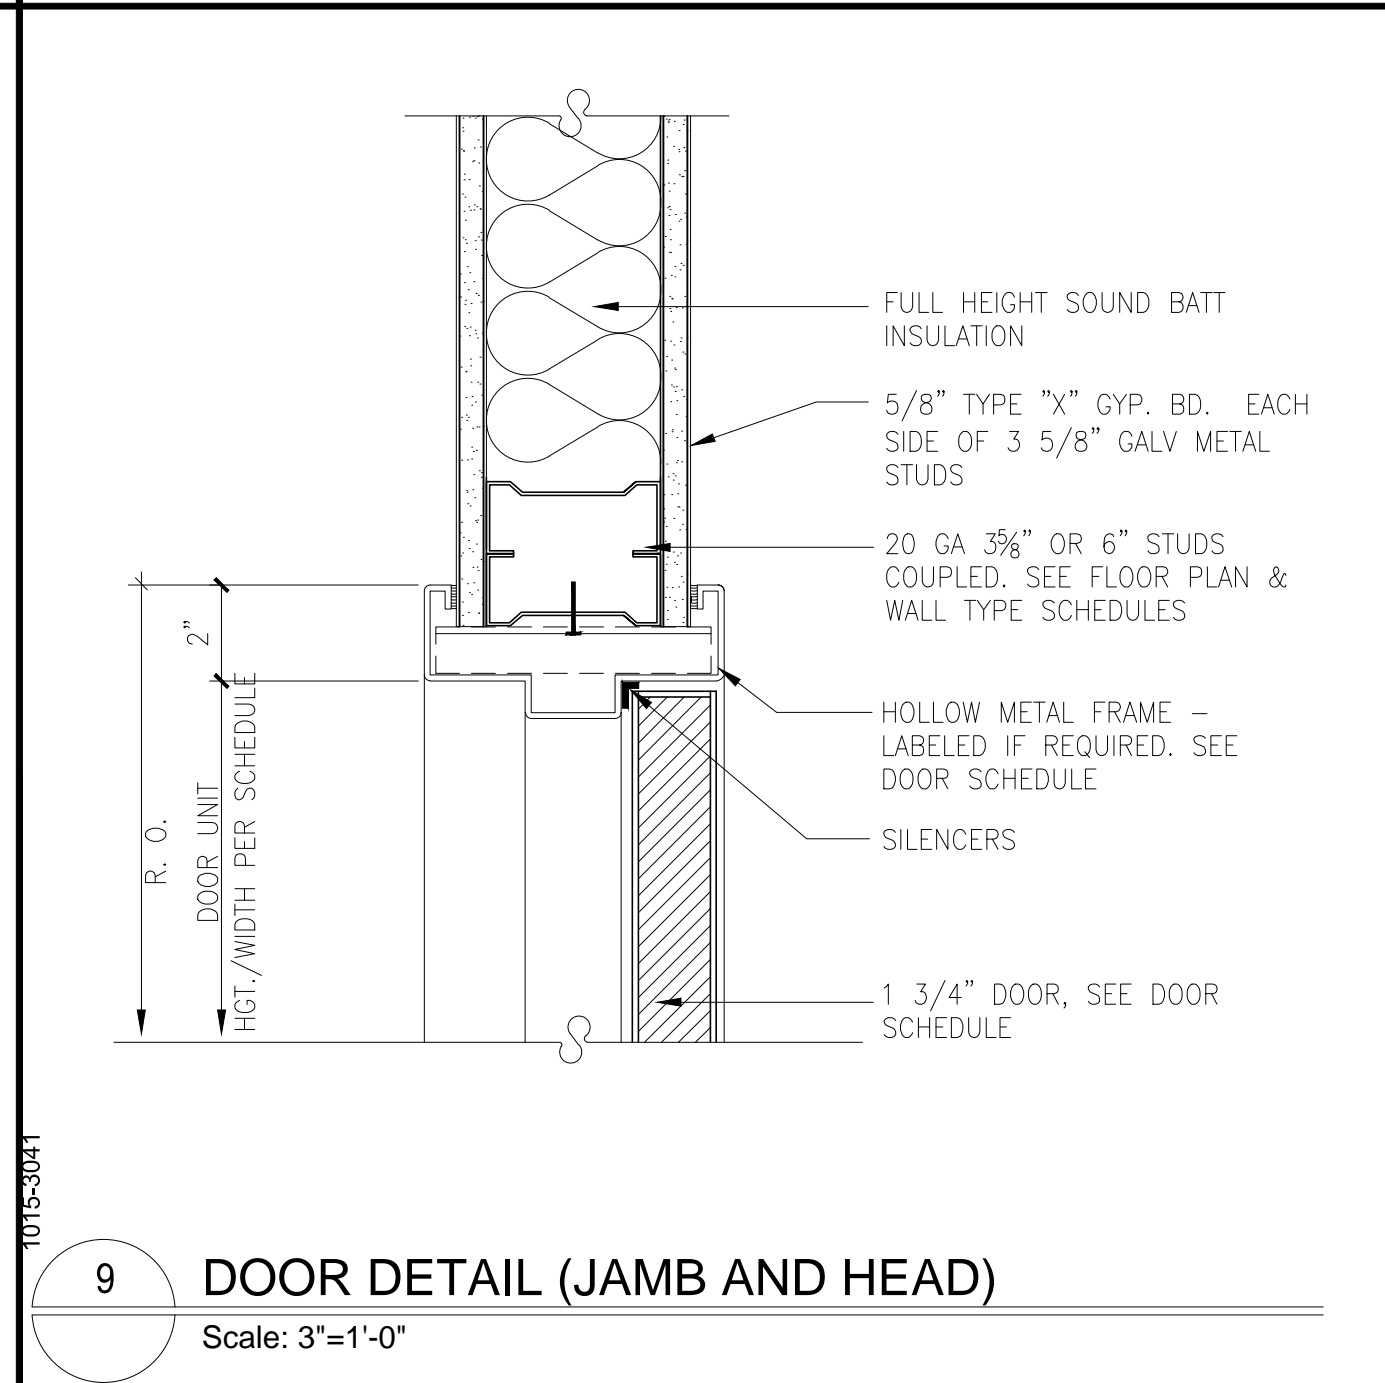 FULL HEIGHT SOUND BATT
INSULATION
5/8” TYPE ”X” GYP. BD. EACH
SIDE OF 3 5/8” GALV METAL
STUDS
20 GA 3⅝” OR 6” STUDS
COUPLED. SEE FLOOR PLAN &
WALL TYPE SCHEDULES
HOLLOW METAL FRAME –
LABELED IF REQUIRED. SEE
DOOR SCHEDULE
SILENCERS
1 3/4” DOOR, SEE DOOR
SCHEDULE
R. O.
2”
DOOR UNIT
HGT./WIDTH PER SCHEDULE
1015-3041
9
DOOR DETAIL (JAMB AND HEAD)
Scale: 3"=1'-0"